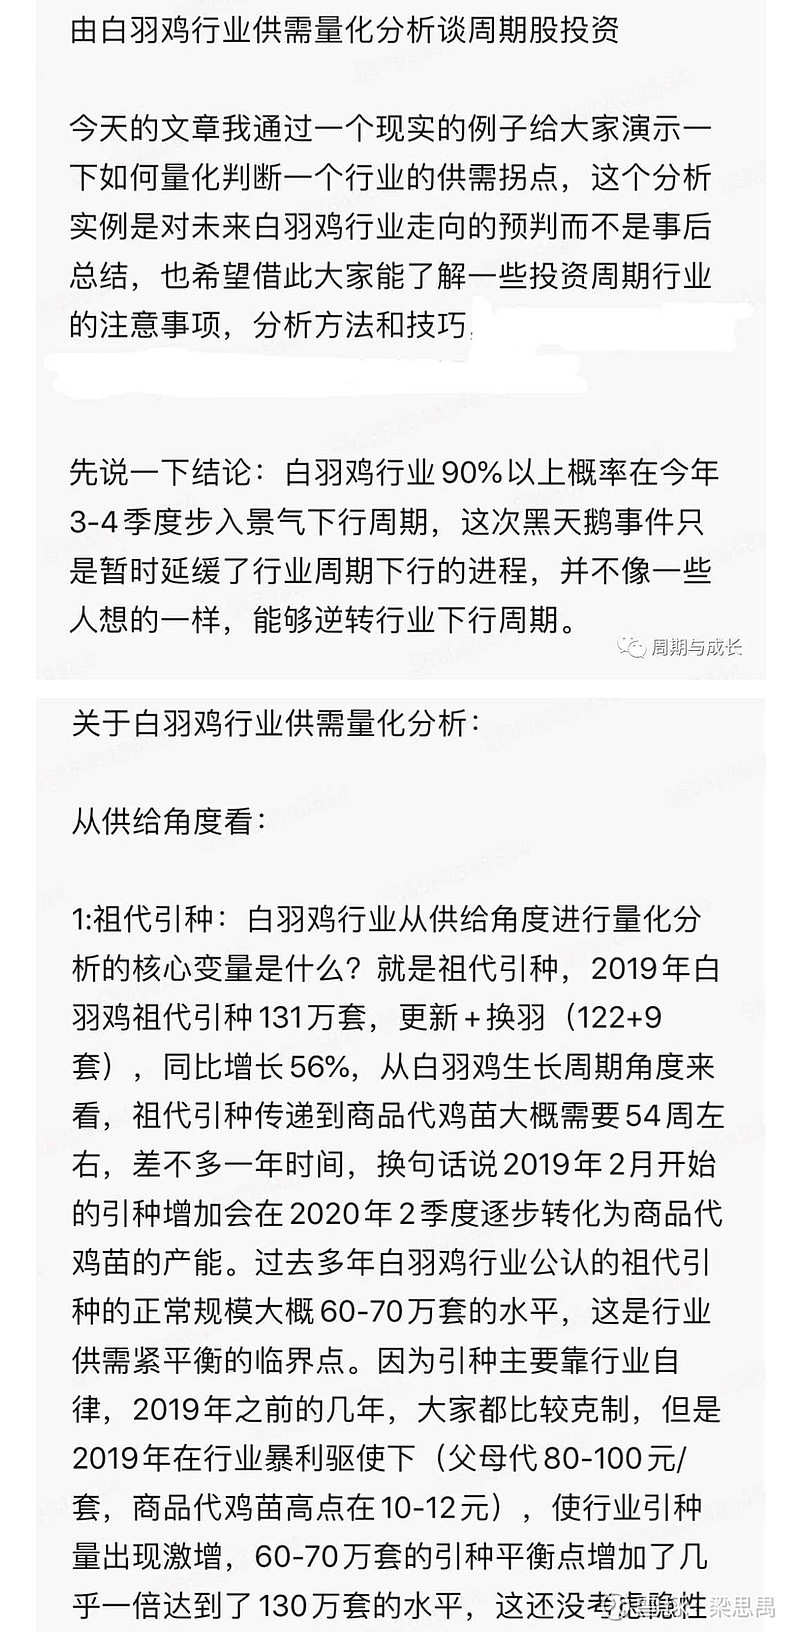 由白羽鸡行业供需量化分析谈周期股投资
今天的文章我通过一个现实的例子给大家演示一
下如何量化判断一个行业的供需拐点，这个分析
实例是对未来白羽鸡行业走向的预判而不是事后
总结，也希望借此大家能了解一些投资周期行业
的注意事项，分析方法和技巧
先说一下结论：白羽鸡行业90%以上概率在今年
3-4季度步入景气下行周期，这次黑天鹅事件只
是暂时延缓了行业周期下行的进程，并不像一些
人想的一样，能够逆转行业下行周期。
周期与成长
关于白羽鸡行业供需量化分析：
从供给角度看：
1:祖代引种：白羽鸡行业从供给角度进行量化分
析的核心变量是什么？就是祖代引种，2019年白
羽鸡祖代引种131万套，更新+换羽（122+9
套），同比增长56%，从白羽鸡生长周期角度来
看，祖代引种传递到商品代鸡苗大概需要54周左
右，差不多一年时间，换句话说2019年2月开始
的引种增加会在2020年2季度逐步转化为商品代
鸡苗的产能。过去多年白羽鸡行业公认的祖代引
种的正常规模大概60-70万套的水平，这是行业
供需紧平衡的临界点。因为引种主要靠行业自
律，2019年之前的几年，大家都比较克制，但是
2019年在行业暴利驱使下（父母代80-100元/
套，商品代鸡苗高点在10-12元），使行业引种
量出现激增，60-70万套的引种平衡点增加了几
乎一倍达到了130万套的水平，这还没考虑隐性
梁思禹